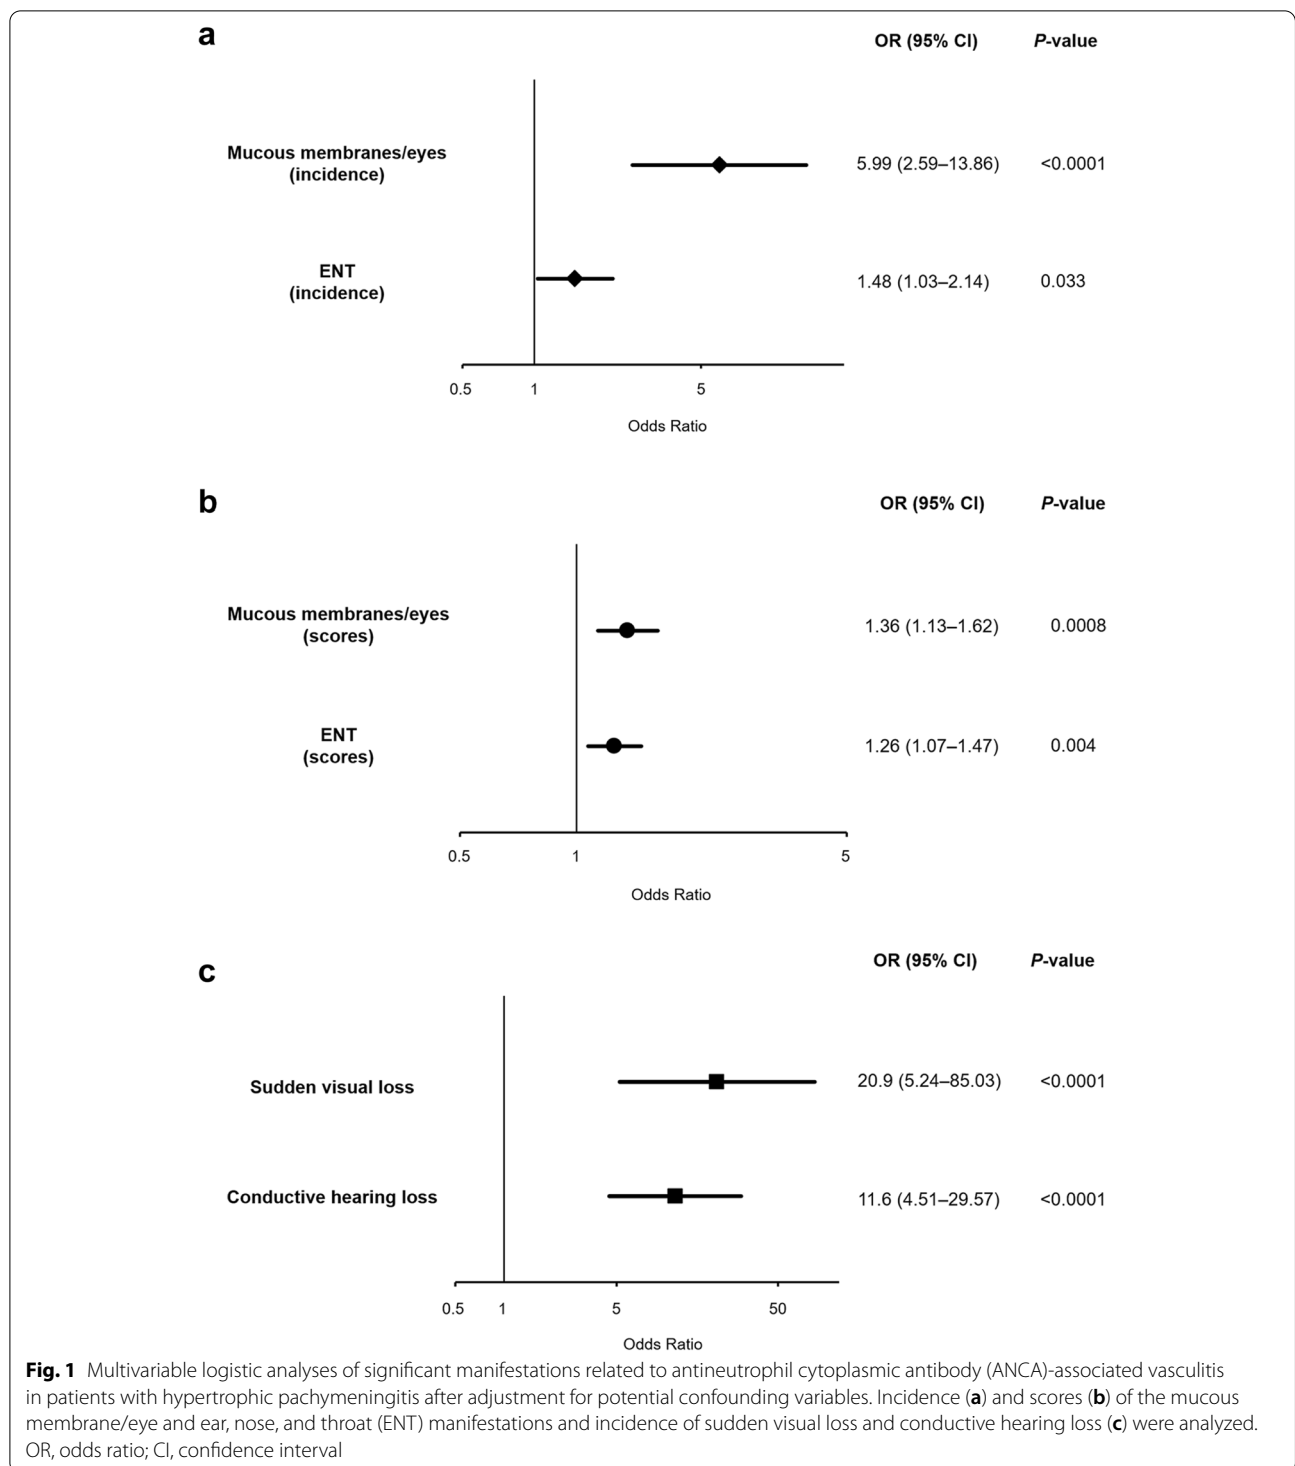 a
OR (95% CI) P-value
Mucous membranes/eyes
(incidence)
5.99 (2.59–13.86) <0.0001
ENT
(incidence)
1.48 (1.03–2.14) 0.033
0.5 1 5
Odds Ratio
b
OR (95% CI) P-value
Mucous membranes/eyes
(scores)
1.36 (1.13–1.62) 0.0008
ENT
(scores)
1.26 (1.07–1.47) 0.004
0.5 1 5
Odds Ratio
c
OR (95% CI) P-value
Sudden visual loss 20.9 (5.24–85.03) <0.0001
Conductive hearing loss 11.6 (4.51–29.57) <0.0001
0.5 1 5 50
Odds Ratio
Fig. 1 Multivariable logistic analyses of significant manifestations related to antineutrophil cytoplasmic antibody (ANCA)-associated vasculitis
in patients with hypertrophic pachymeningitis after adjustment for potential confounding variables. Incidence (a) and scores (b) of the mucous
membrane/eye and ear, nose, and throat (ENT) manifestations and incidence of sudden visual loss and conductive hearing loss (c) were analyzed.
OR, odds ratio; CI, confidence interval